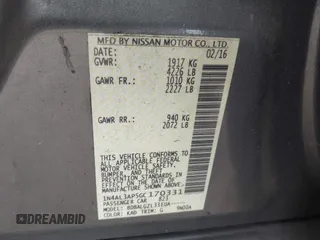 MFD BY NISSAN MOTOR CO., LTD.
DATE: 02/16
GVWR: 1917 KG
4226 LB
GAWR FR: 1010 KG
2227 LB
GAWR RR: 940 KG
2072 LB
THIS VEHICLE CONFORMS TO ALL
APPLICABLE FEDERAL MOTOR VEHICLE
SAFETY, BUMPER, AND THEFT PREVENTION
STANDARDS IN EFFECT ON THE DATE OF
MANUFACTURE SHOWN ABOVE.
1N4AL3AP5GC170331
PASSENGER CAR 823
MODEL:
COLOR: KAD TRIM: G